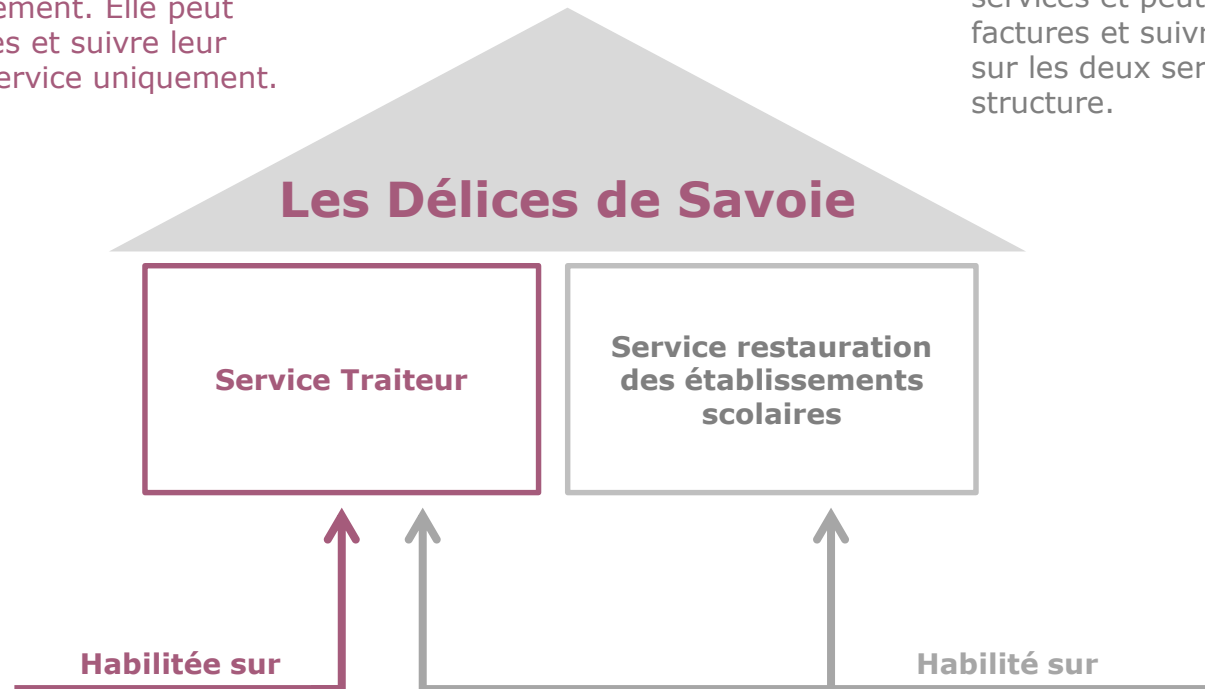 ement. Elle peut
es et suivre leur
ervice uniquement.
services et peut
factures et suivr
sur les deux ser
structure.
Les Délices de Savoie
Service Traiteur
Service restauration
des établissements
scolaires
Habilitée sur
Habilité sur